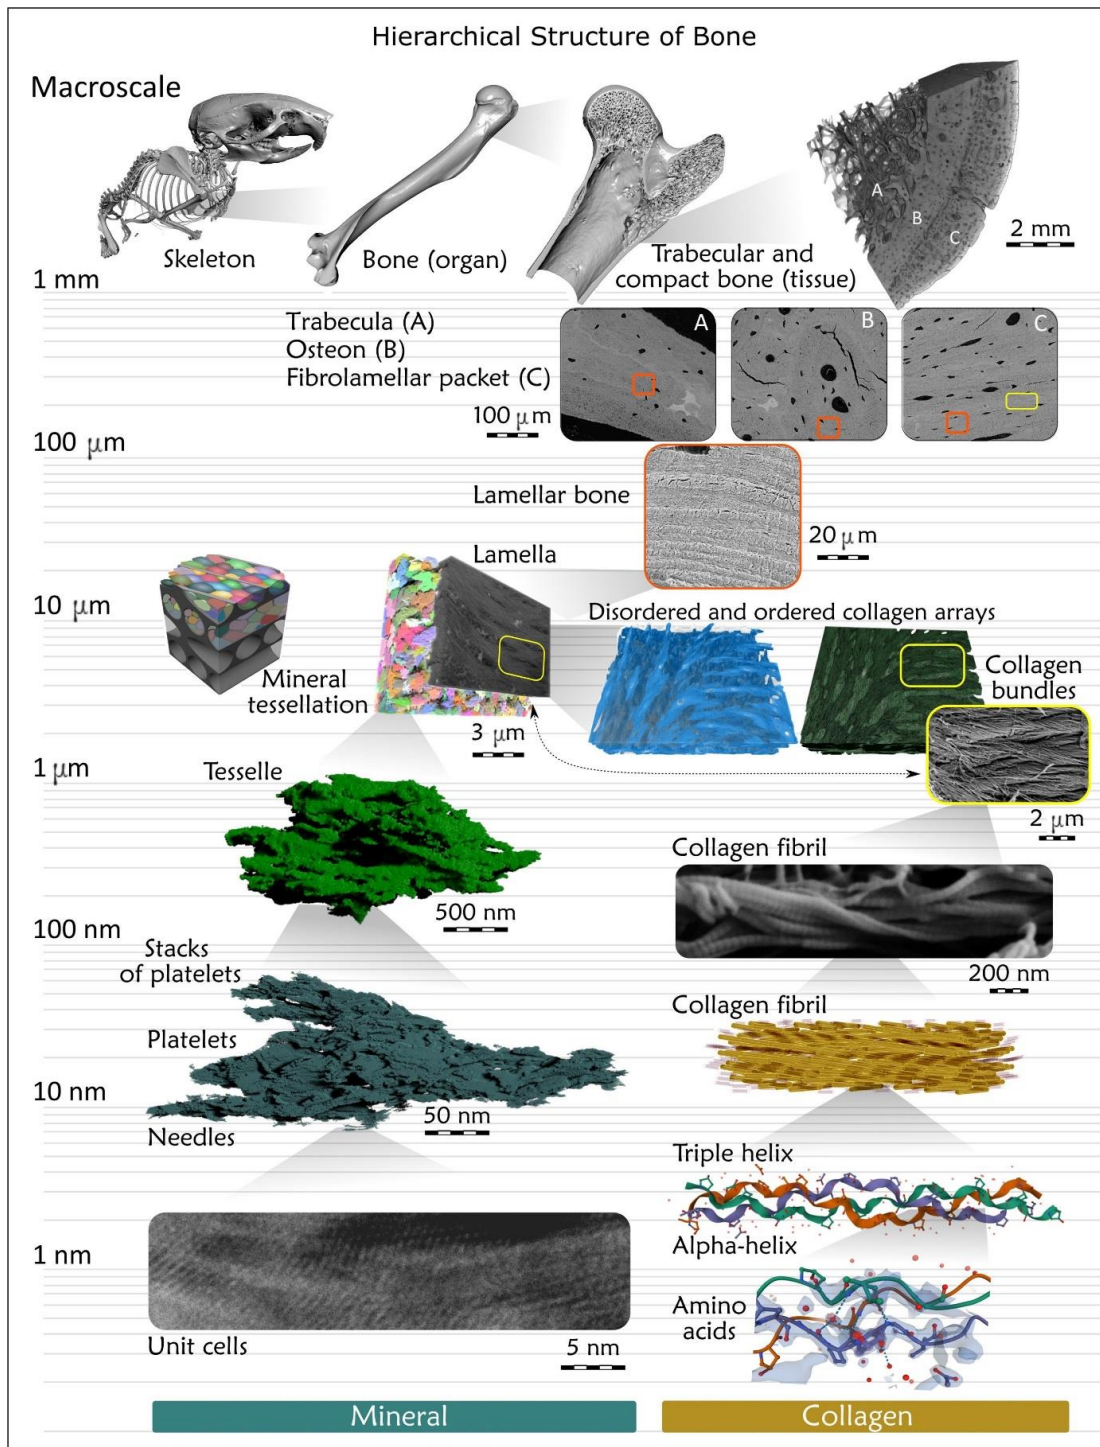 Hierarchical Structure of Bone
Macroscale
Skeleton
Bone (organ)
Trabecular and
compact bone (tissue)
A
B
C
2 mm
1 mm
Trabecula (A)
Osteon (B)
Fibrolamellar packet (C)
A
B
C
100 μm
100 μm
Lamellar bone
20 μm
Lamella
10 μm
Disordered and ordered collagen arrays
Mineral
tessellation
Collagen
bundles
3 μm
1 μm
Tesselle
2 μm
Collagen fibril
500 nm
100 nm
Stacks
of platelets
200 nm
Collagen fibril
Platelets
10 nm
50 nm
Needles
Triple helix
Alpha-helix
1 nm
Amino
acids
Unit cells
5 nm
Mineral
Collagen